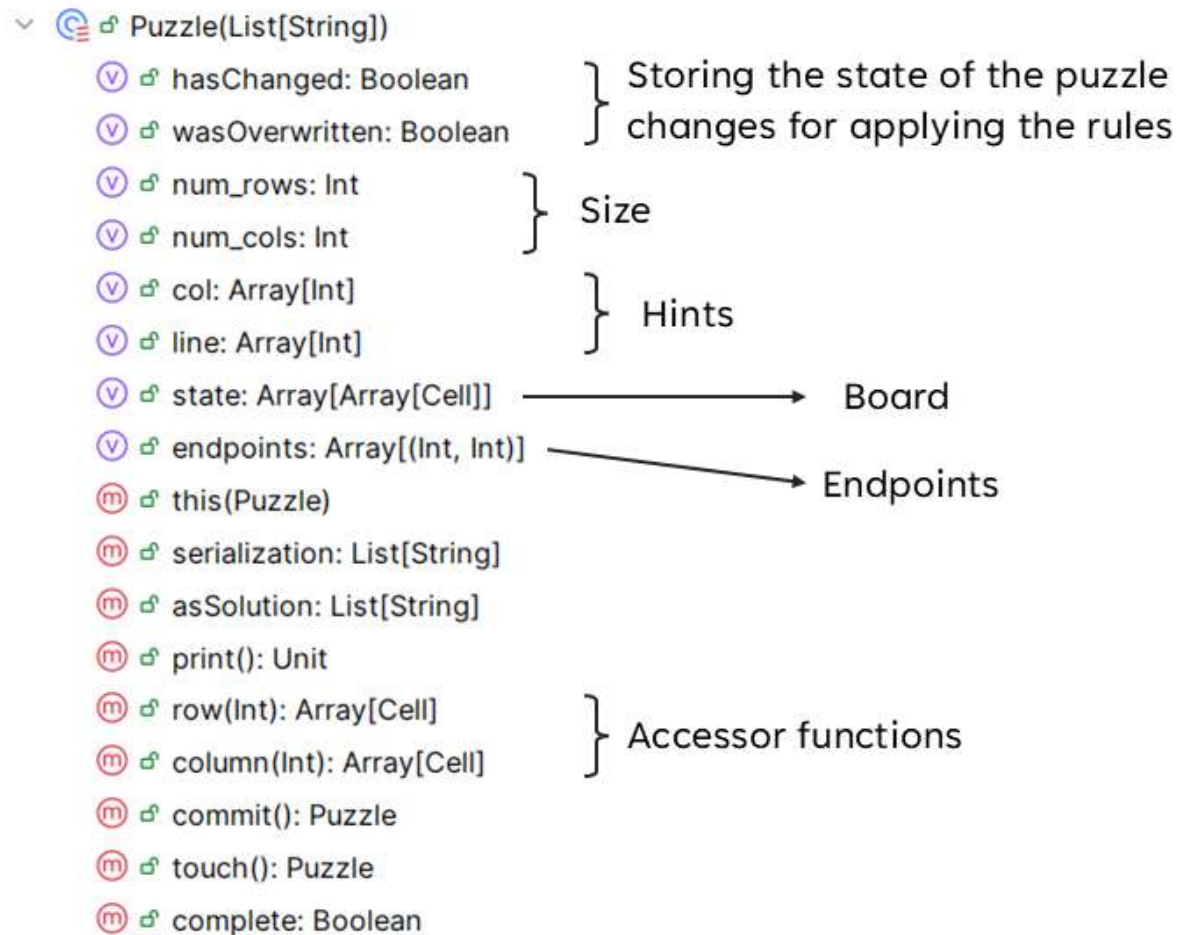 Puzzle(List[String])
hasChanged: Boolean
wasOverwritten: Boolean
Storing the state of the puzzle
changes for applying the rules
num_rows: Int
num_cols: Int
Size
col: Array[Int]
line: Array[Int]
Hints
state: Array[Array[Cell]]
Board
endpoints: Array[(Int, Int)]
Endpoints
this(Puzzle)
serialization: List[String]
asSolution: List[String]
print(): Unit
row(Int): Array[Cell]
column(Int): Array[Cell]
Accessor functions
commit(): Puzzle
touch(): Puzzle
complete: Boolean